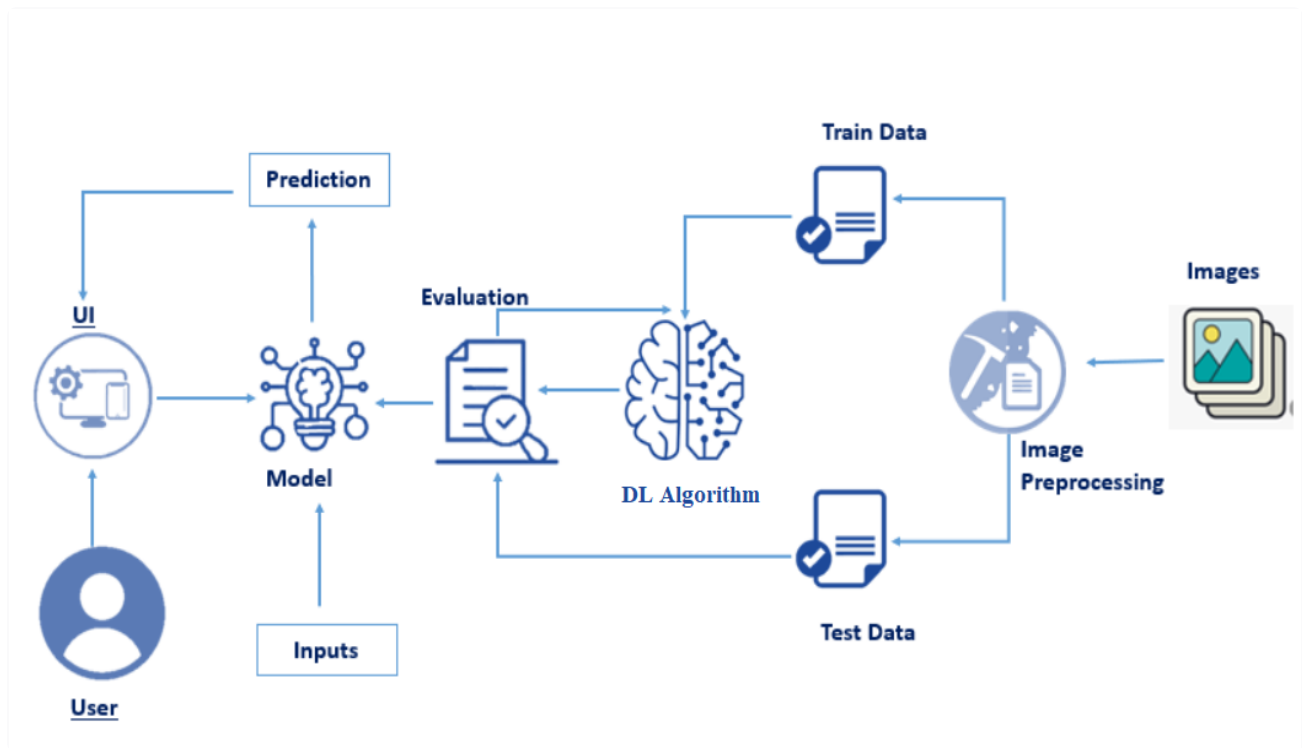 Train Data
Prediction
Images
Evaluation
UI
Image
Preprocessing
Model
DL Algorithm
Test Data
Inputs
User